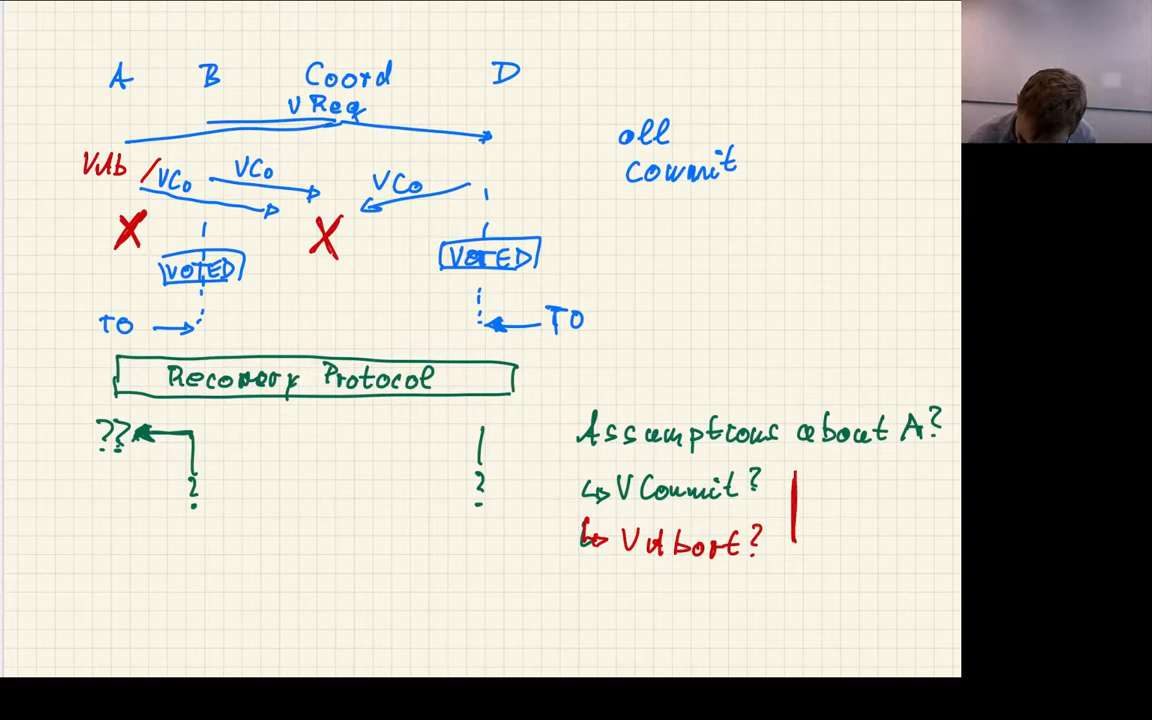 A B Coord D
VReq
all
commit
VAb /VCo VCo VCo
X X
VOTED VOTED
TO TO
Recovery Protocol
?? Assumptions about A?
? ? ↳ VCommit?
↳ VAbort?